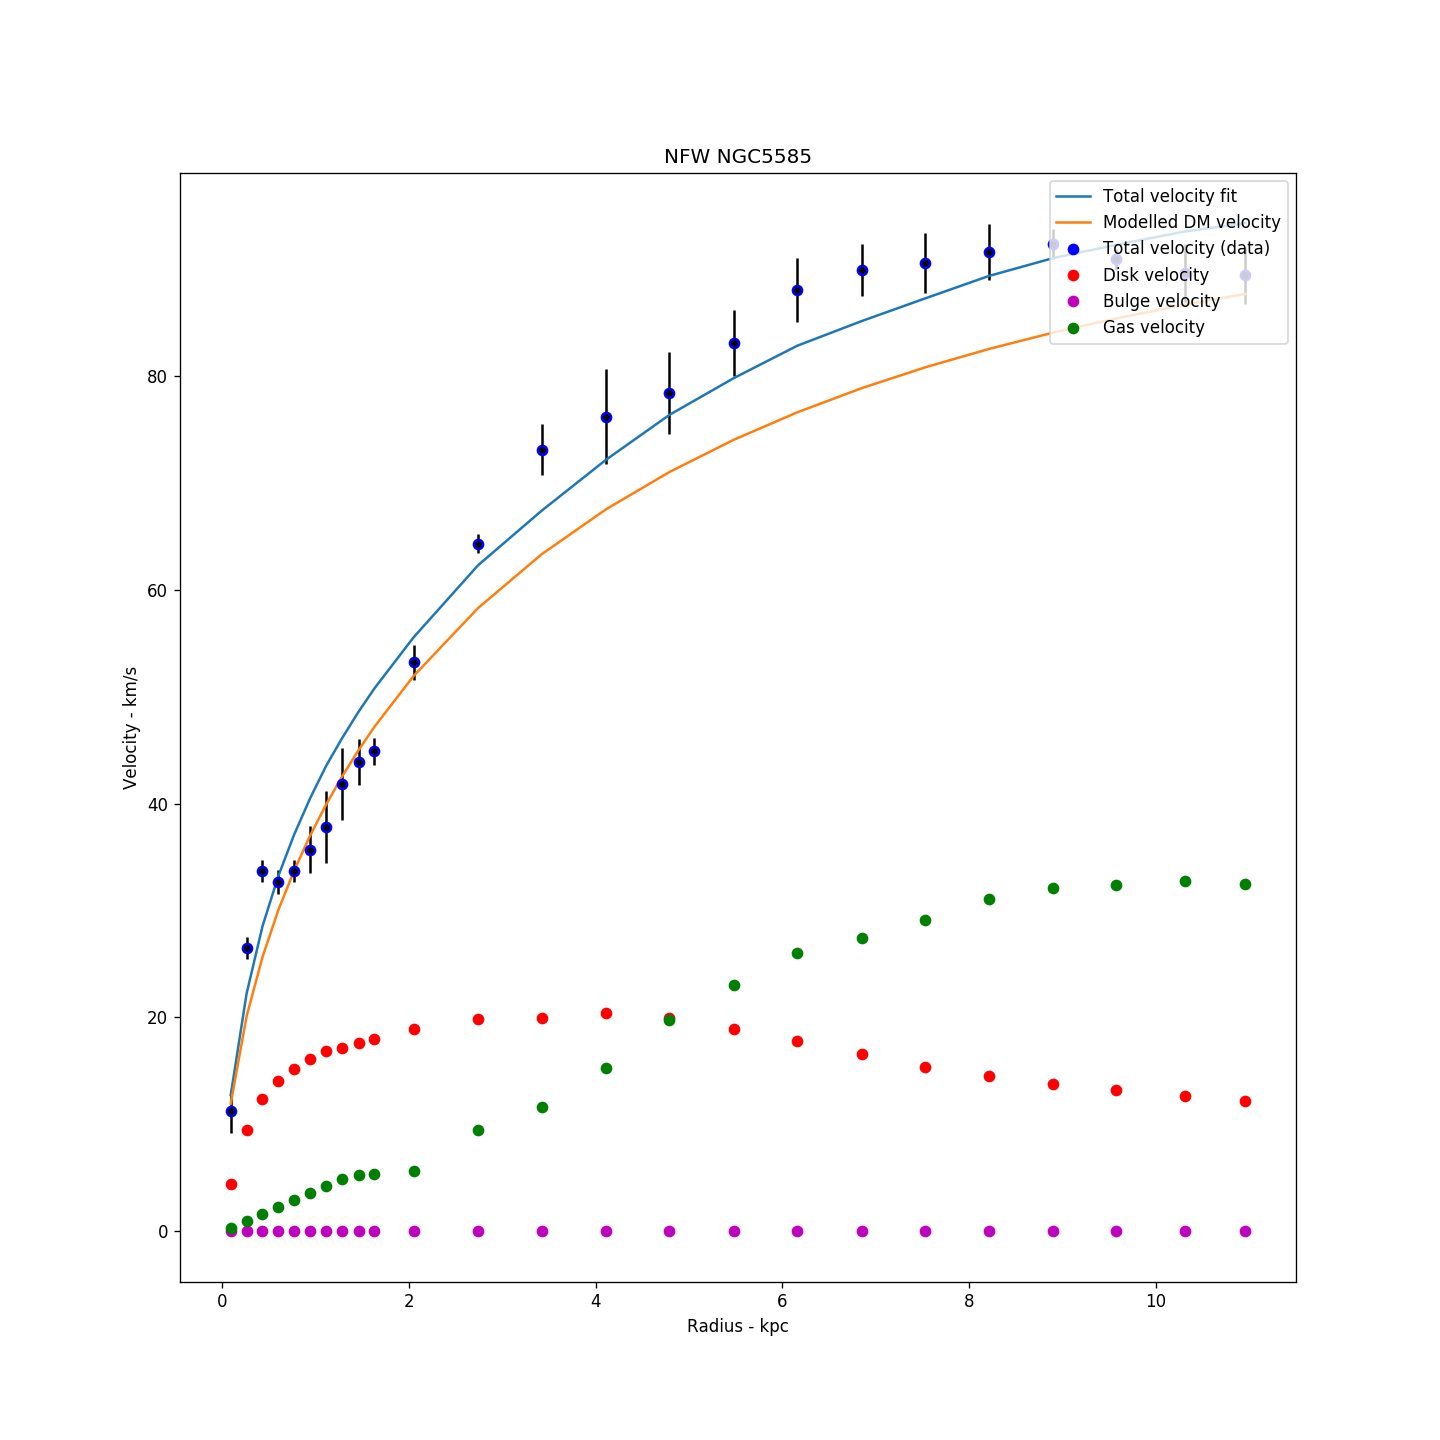 NFW NGC5585
Total velocity fit
Modelled DM velocity
Total velocity (data)
Disk velocity
Bulge velocity
Gas velocity
80
60
40
20
0
Velocity - km/s
0 2 4 6 8 10
Radius - kpc